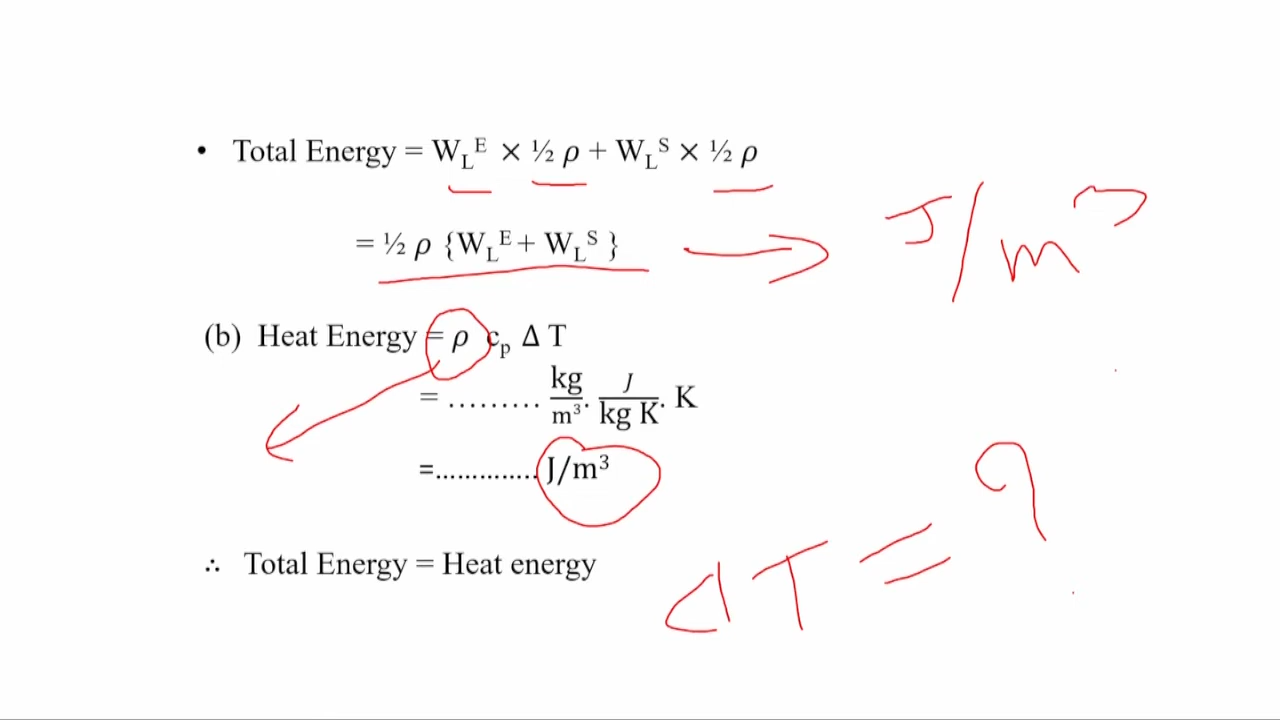 • Total Energy = W_L^E × ½ ρ + W_L^S × ½ ρ
= ½ ρ {W_L^E + W_L^S }
J/m³
(b) Heat Energy = ρ c_p Δ T
= ......... kg/m³ . J/kg K . K
=............. J/m³
∴ Total Energy = Heat energy
ΔT = ?